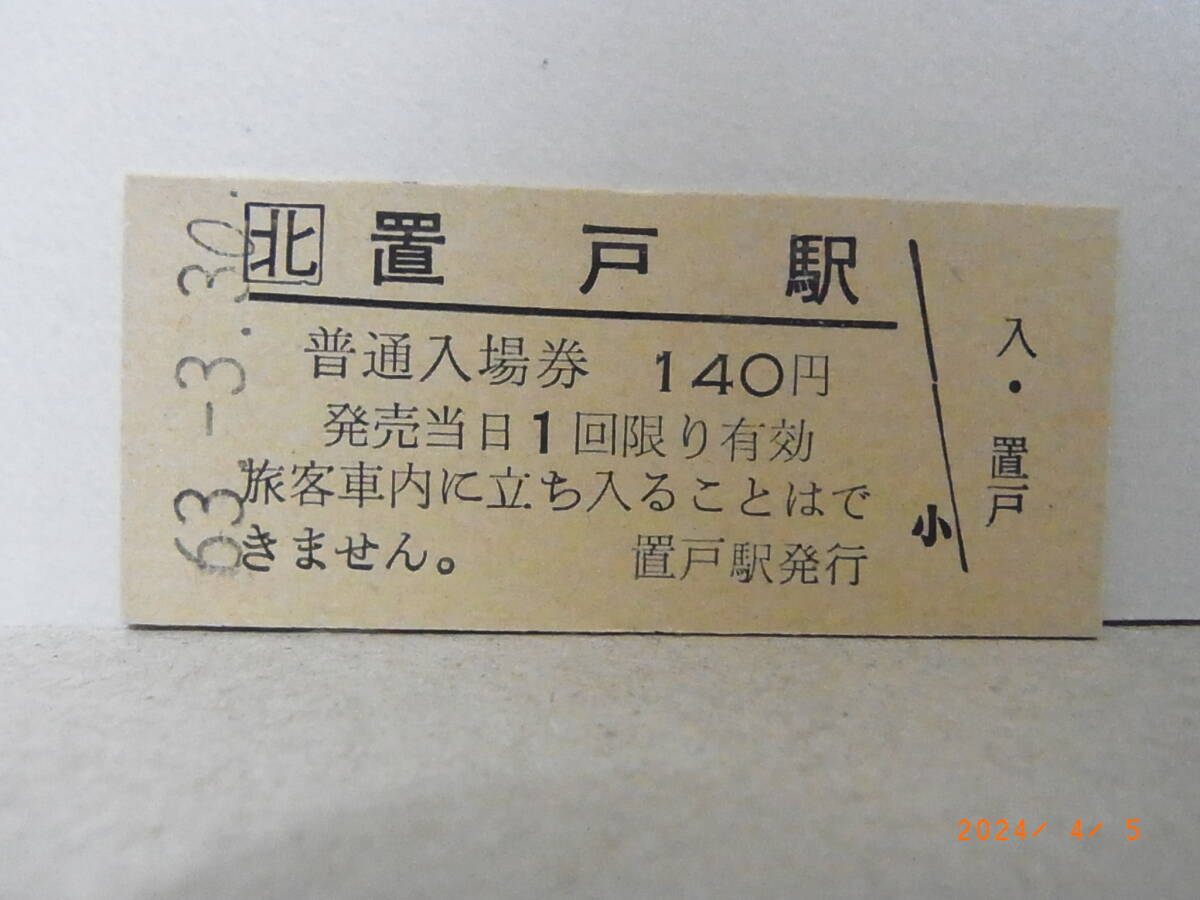 63.-3.30.
北 置戸駅
普通入場券 140円
発売当日1回限り有効
旅客車内に立ち入ることはで
きません。 置戸駅発行
小
入・置戸
2024/ 4/ 5